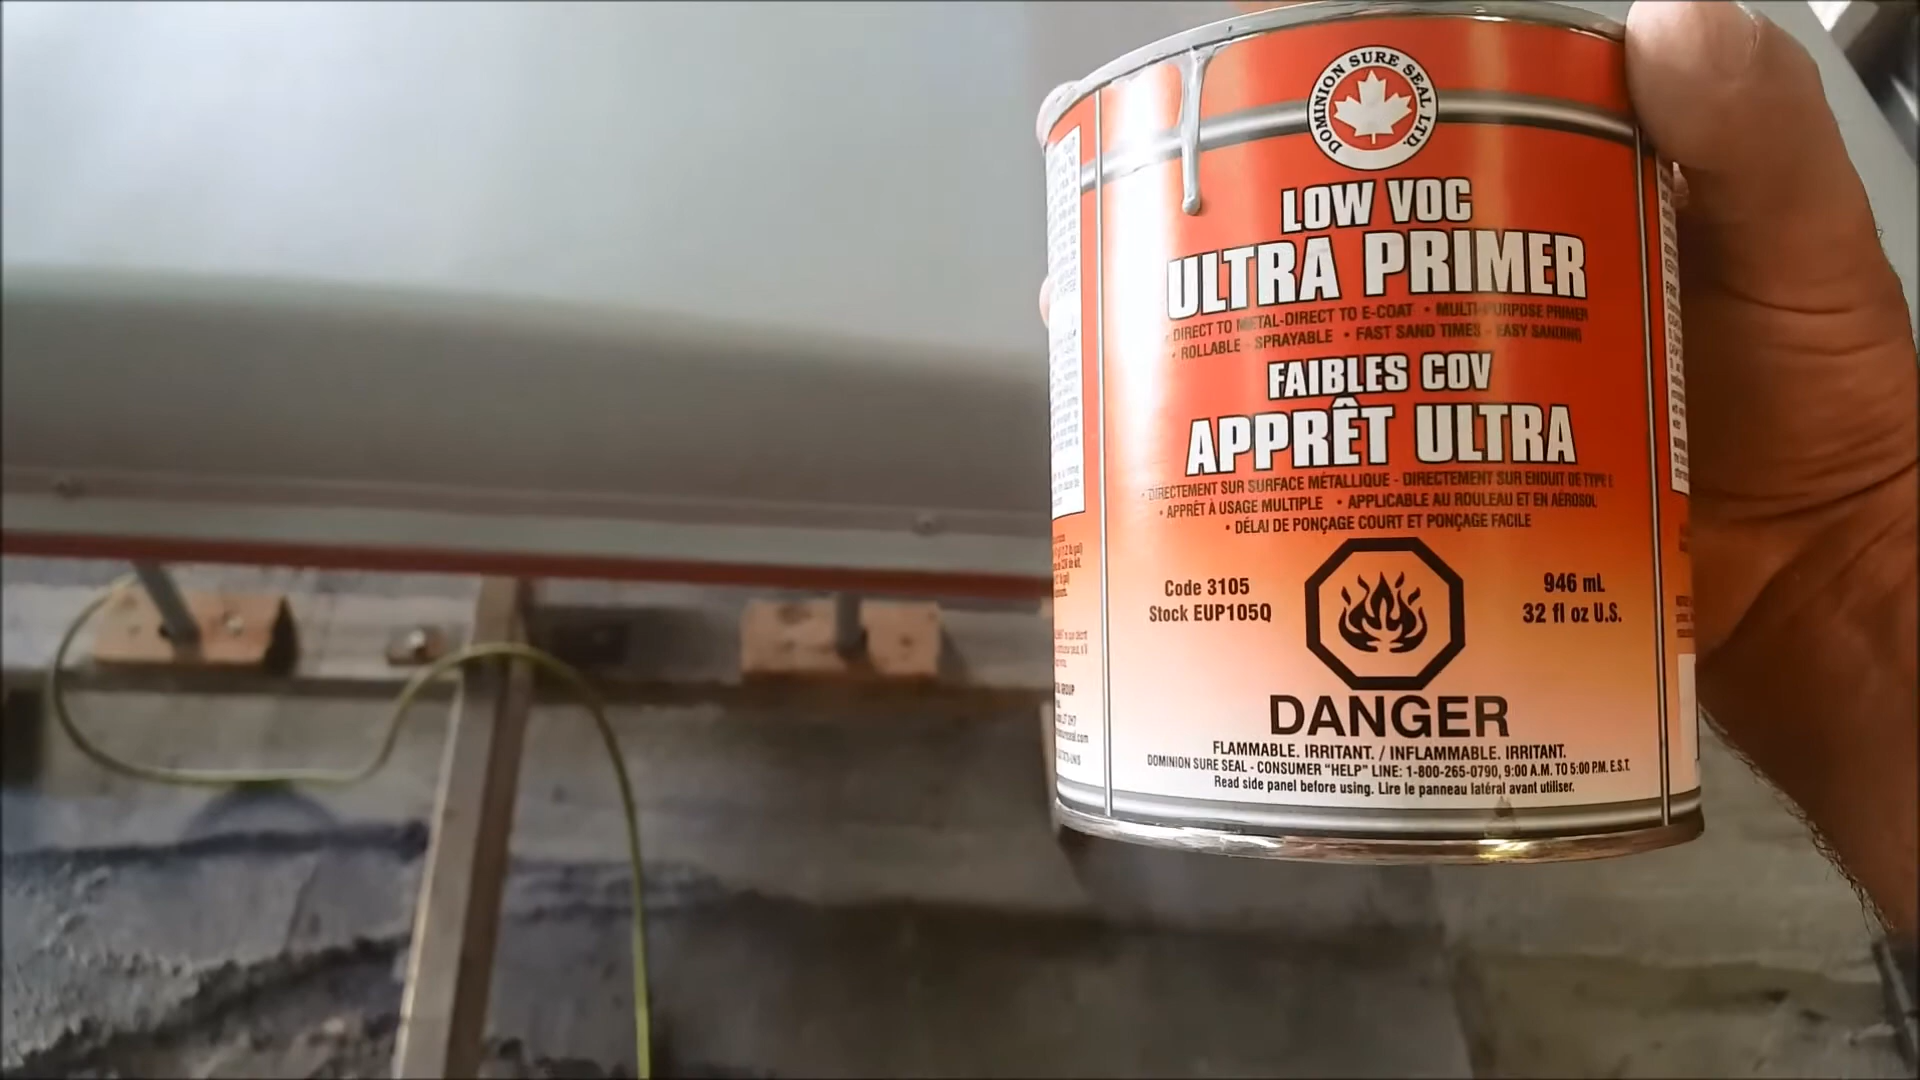 DOMINION SURE SEAL LTD.
LOW VOC
ULTRA PRIMER
• DIRECT TO METAL-DIRECT TO E-COAT • MULTI-PURPOSE PRIMER
• ROLLABLE - SPRAYABLE • FAST SAND TIMES - EASY SANDING
FAIBLES COV
APPRÊT ULTRA
• DIRECTEMENT SUR SURFACE MÉTALLIQUE - DIRECTEMENT SUR ENDUIT DE TYPE E
• APPRÊT À USAGE MULTIPLE • APPLICABLE AU ROULEAU ET EN AÉROSOL
• DÉLAI DE PONÇAGE COURT ET PONÇAGE FACILE
Code 3105
Stock EUP105Q
946 mL
32 fl oz U.S.
DANGER
FLAMMABLE. IRRITANT. / INFLAMMABLE. IRRITANT.
DOMINION SURE SEAL - CONSUMER "HELP" LINE: 1-800-265-0790, 9:00 A.M. TO 5:00 P.M. E.S.T.
Read side panel before using. Lire le panneau latéral avant utiliser.